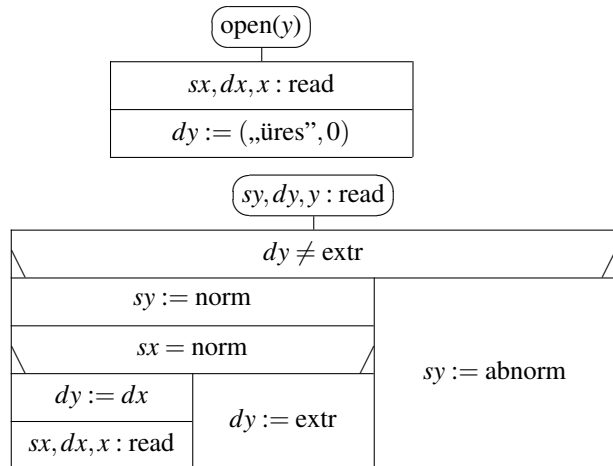 open(y)
sx, dx, x : read
dy := („üres”, 0)
sy, dy, y : read
dy ≠ extr
sy := norm
sx = norm
sy := abnorm
dy := dx
dy := extr
sx, dx, x : read